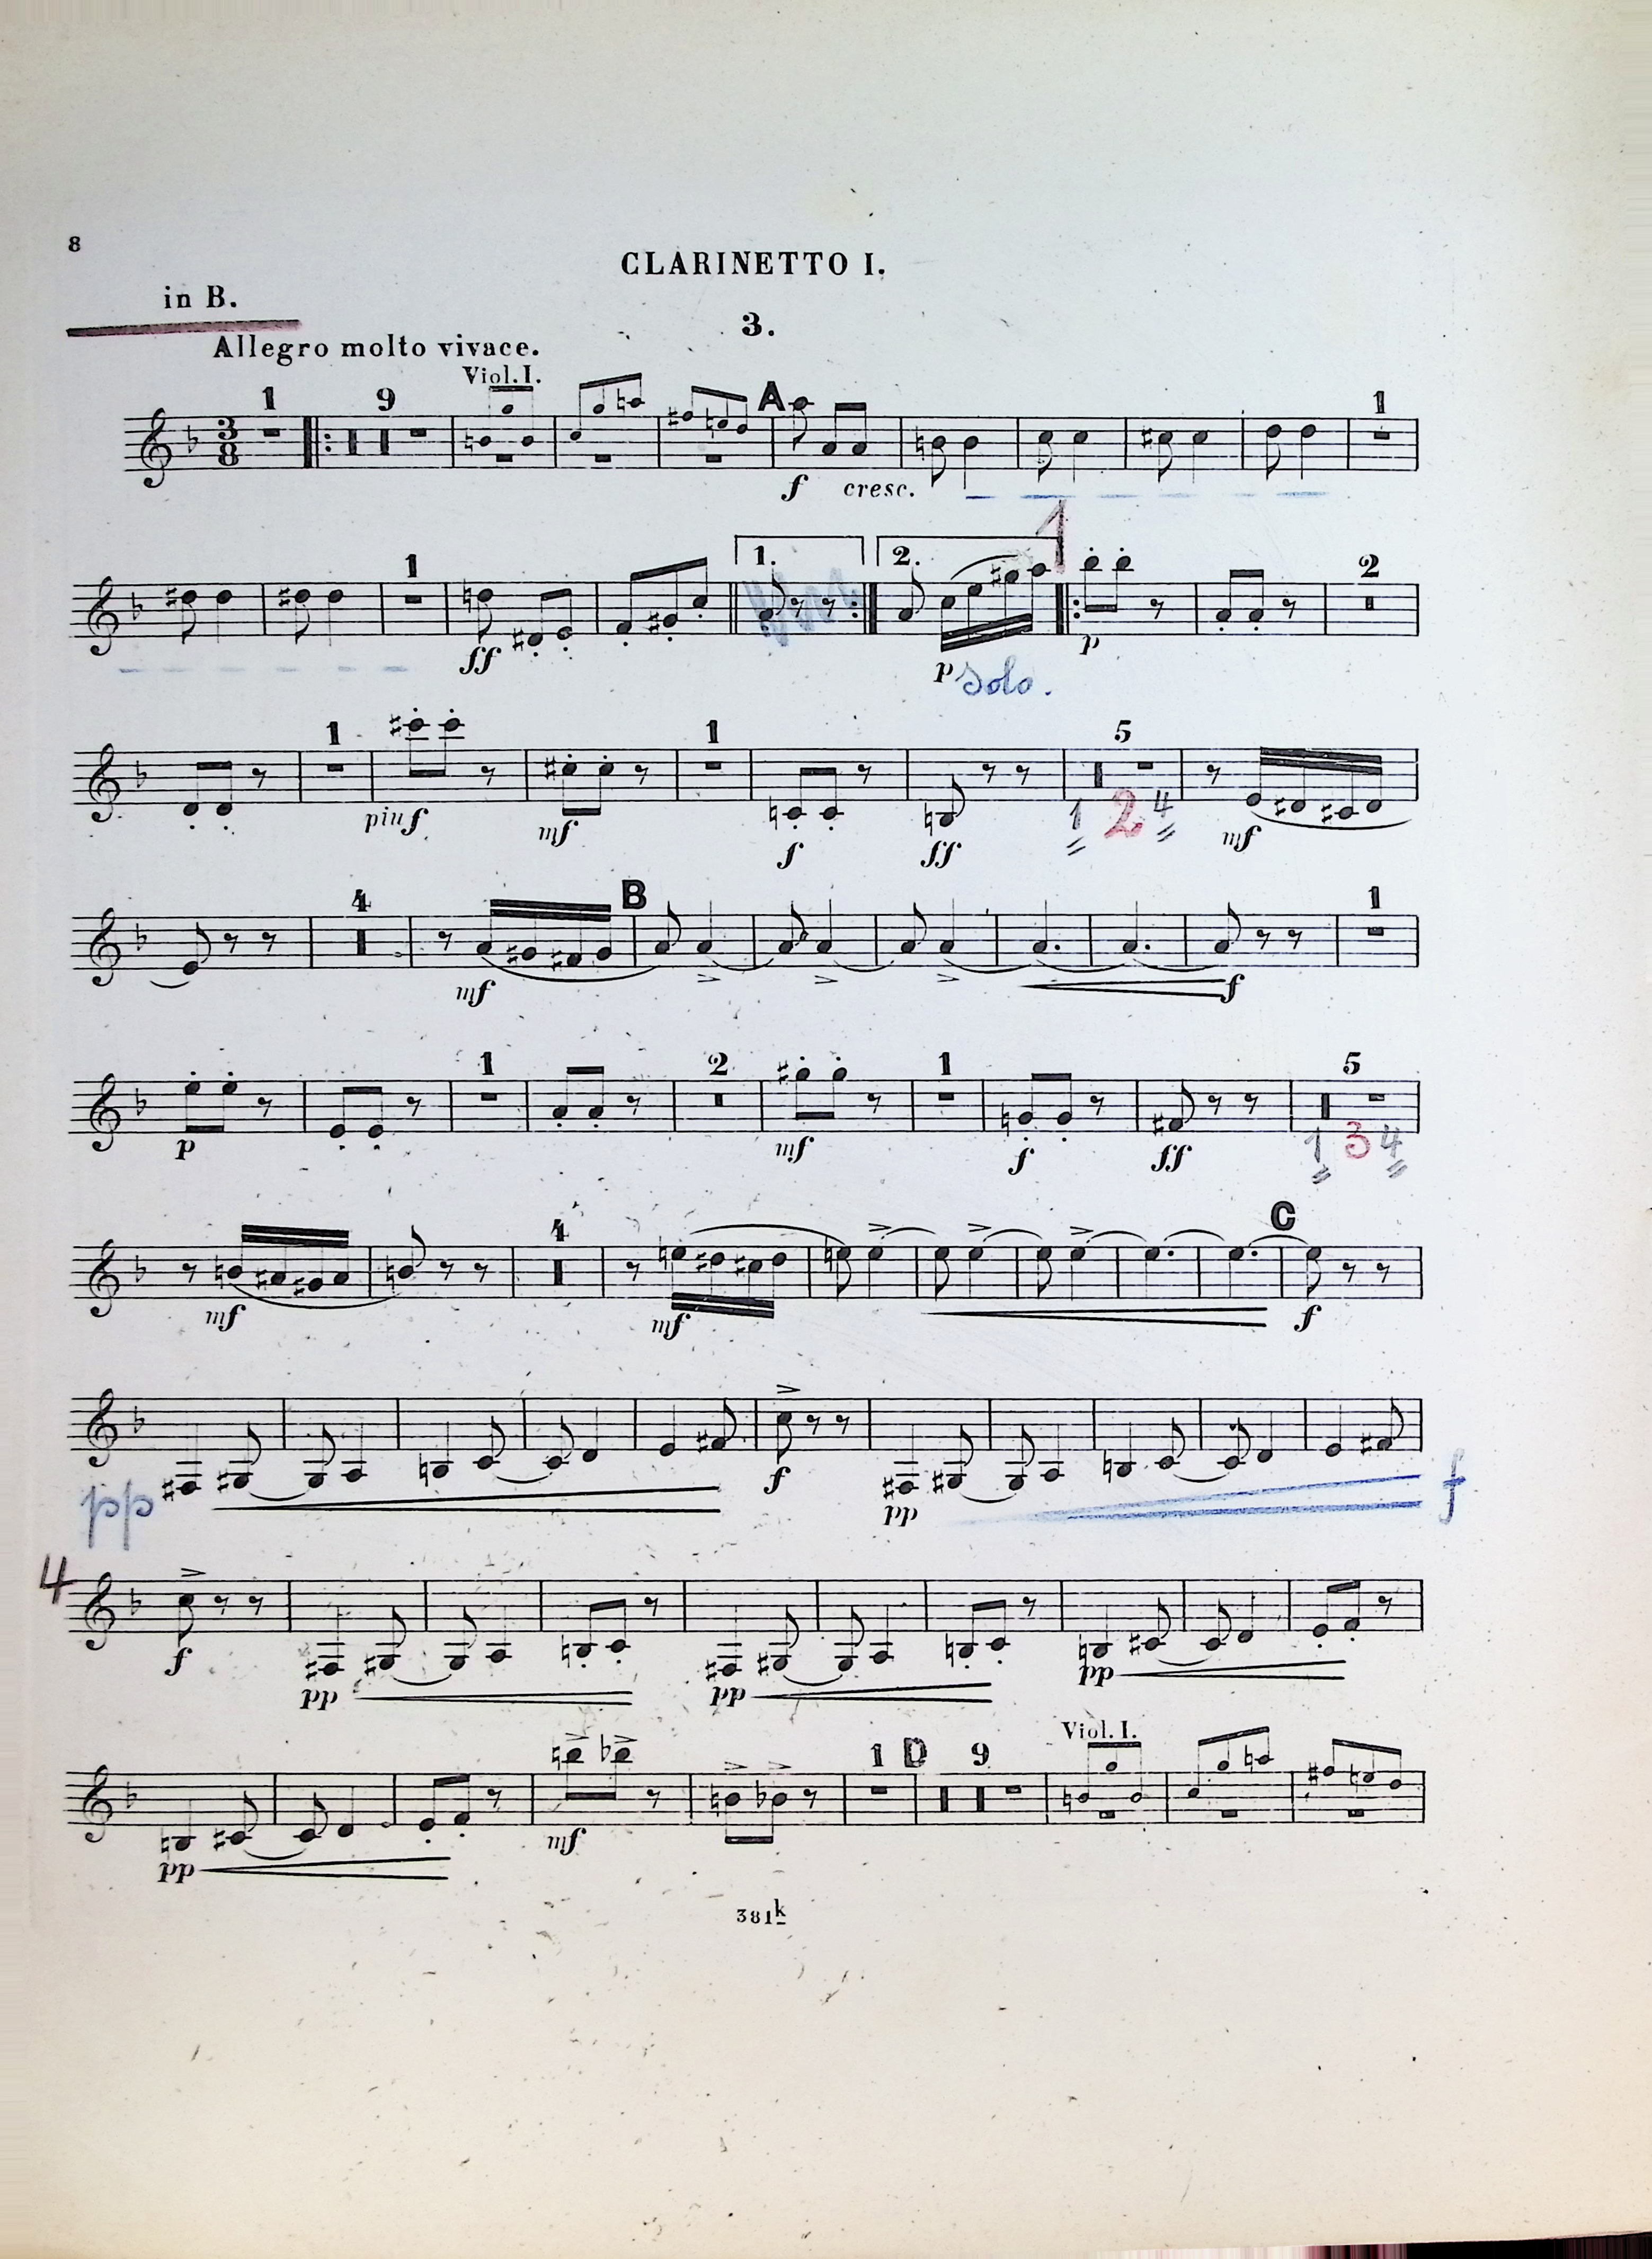 8
CLARINETTO I.
in B.
3.
Allegro molto vivace.
Viol. I.
1 9 A 1
3 8
f cresc.
1
1 1. 2. 2
ff p p
solo.
1 1 5
più f mf f ff mf
1 2 4
4 B 1
mf f
1 2 1 5
p mf f ff
1 3 4
4 C
mf mf f
pp f pp f
4
f pp pp pp
Viol. I.
1 D 9
pp mf
381k